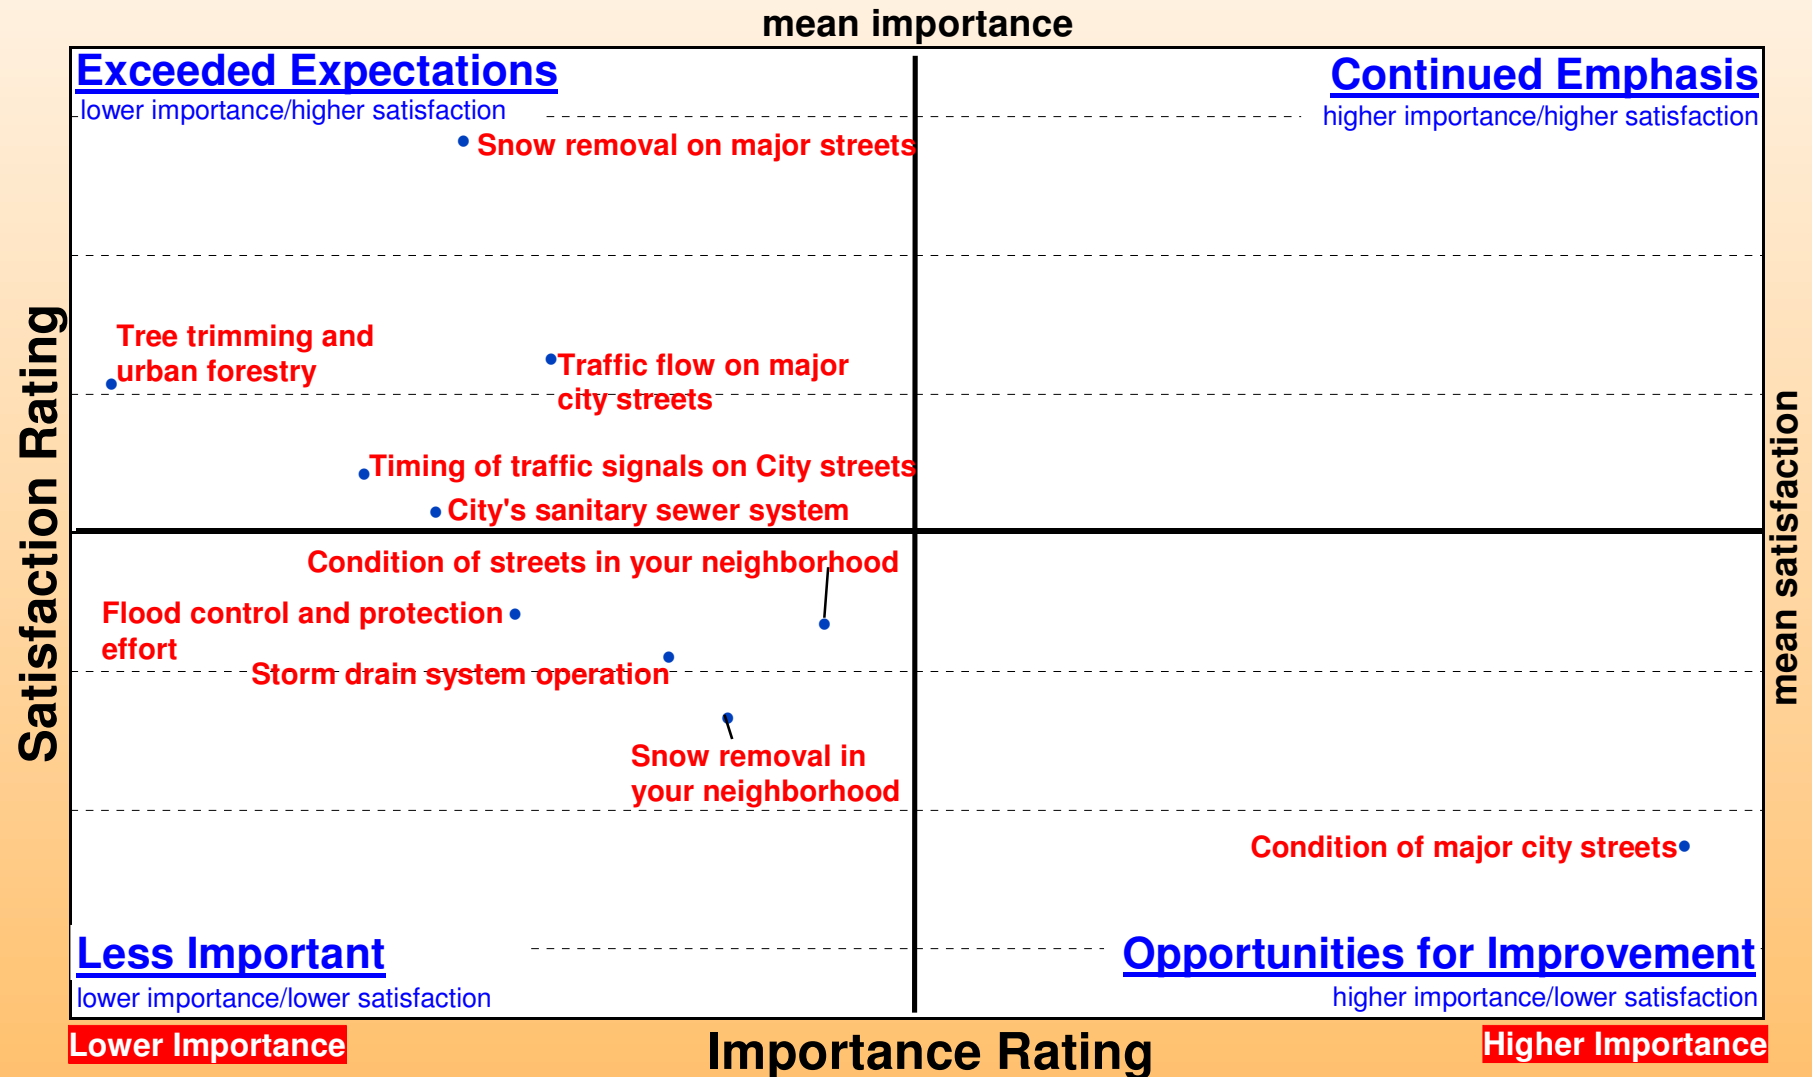 mean importance
Exceeded Expectations
lower importance/higher satisfaction
Continued Emphasis
higher importance/higher satisfaction
Snow removal on major streets
Tree trimming and
urban forestry
Traffic flow on major
city streets
Timing of traffic signals on City streets
City's sanitary sewer system
Satisfaction Rating
mean satisfaction
Condition of streets in your neighborhood
Flood control and protection
effort
Storm drain system operation
Snow removal in
your neighborhood
Condition of major city streets
Less Important
lower importance/lower satisfaction
Opportunities for Improvement
higher importance/lower satisfaction
Lower Importance
Importance Rating
Higher Importance